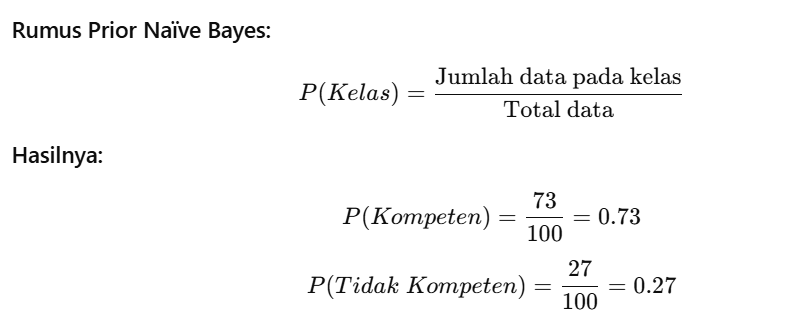 Rumus Prior Naïve Bayes:
P(Kelas) = Jumlah data pada kelas / Total data
Hasilnya:
P(Kompeten) = 73 / 100 = 0.73
P(Tidak Kompeten) = 27 / 100 = 0.27